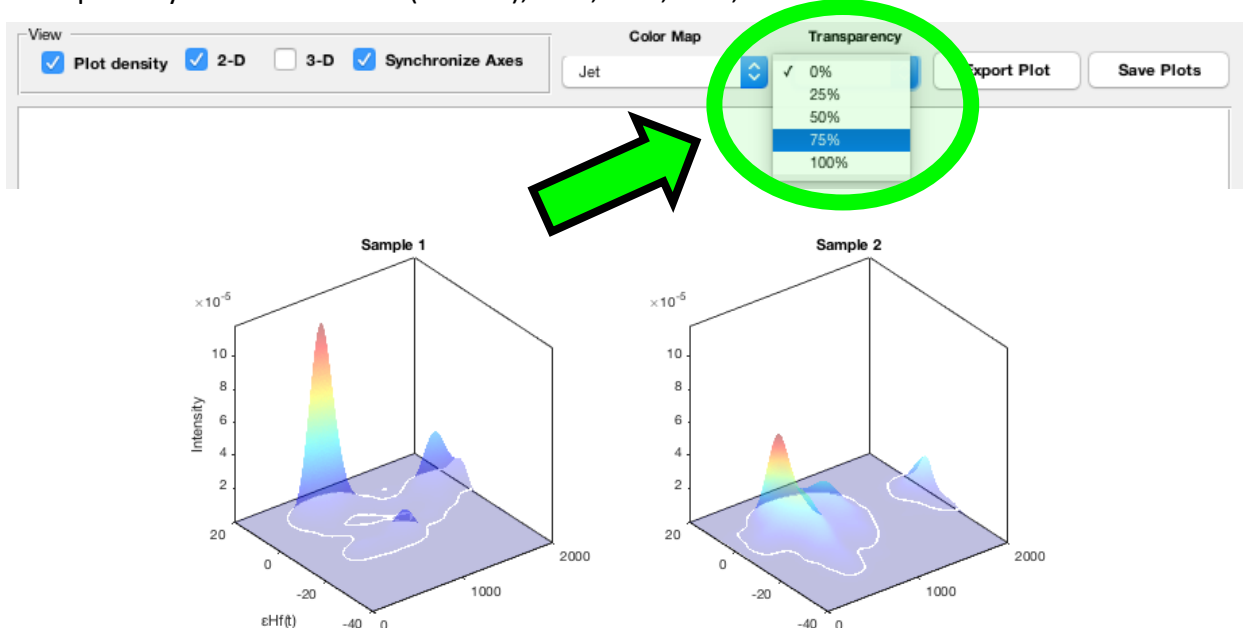 View
Color Map
Transparency
Plot density
2-D
3-D
Synchronize Axes
Jet
✓ 0%
25%
50%
75%
100%
Export Plot
Save Plots
Sample 1
×10-5
10
8
6
4
2
Intensity
20
0
-20
-40
εHf(t)
0
1000
2000
Sample 2
×10-5
10
8
6
4
2
20
0
-20
-40
0
1000
2000